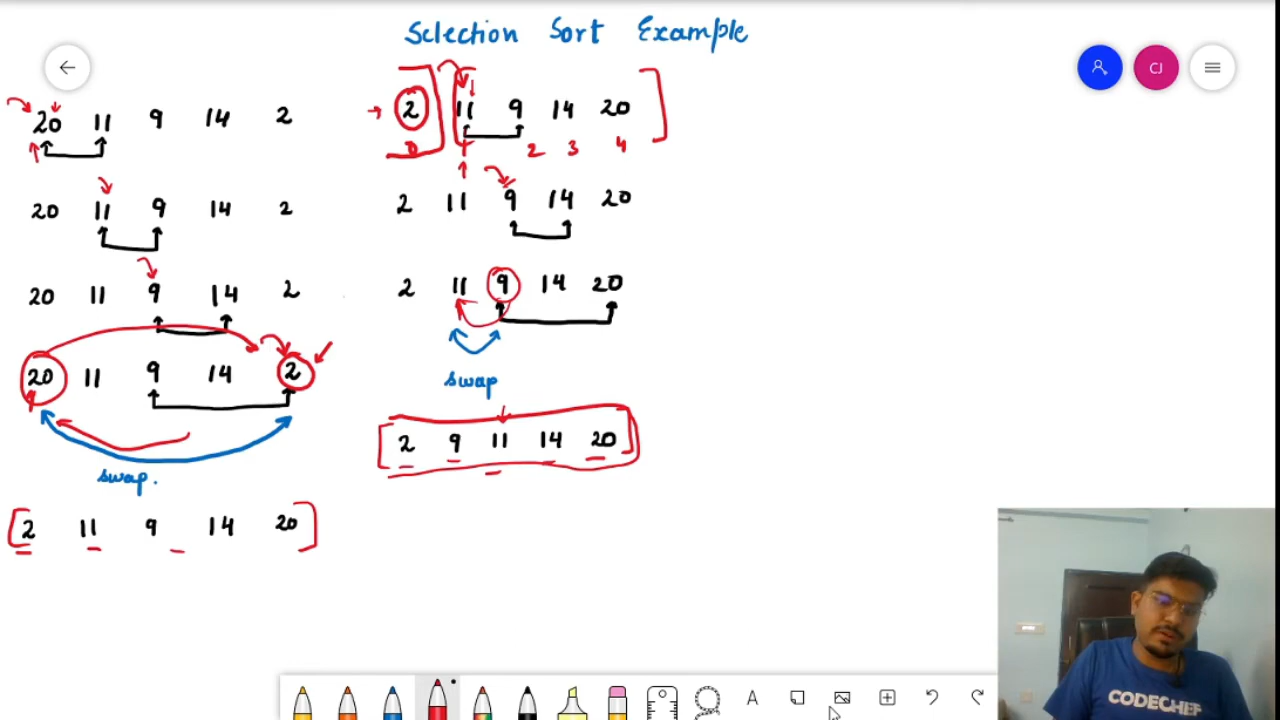 Selection Sort Example
20 11 9 14 2
20 11 9 14 2
20 11 9 14 2
20 11 9 14 2
swap.
2 11 9 14 20
2 11 9 14 20
0 1 2 3 4
2 11 9 14 20
2 11 9 14 20
swap
2 9 11 14 20
CJ
A
CODECHEF